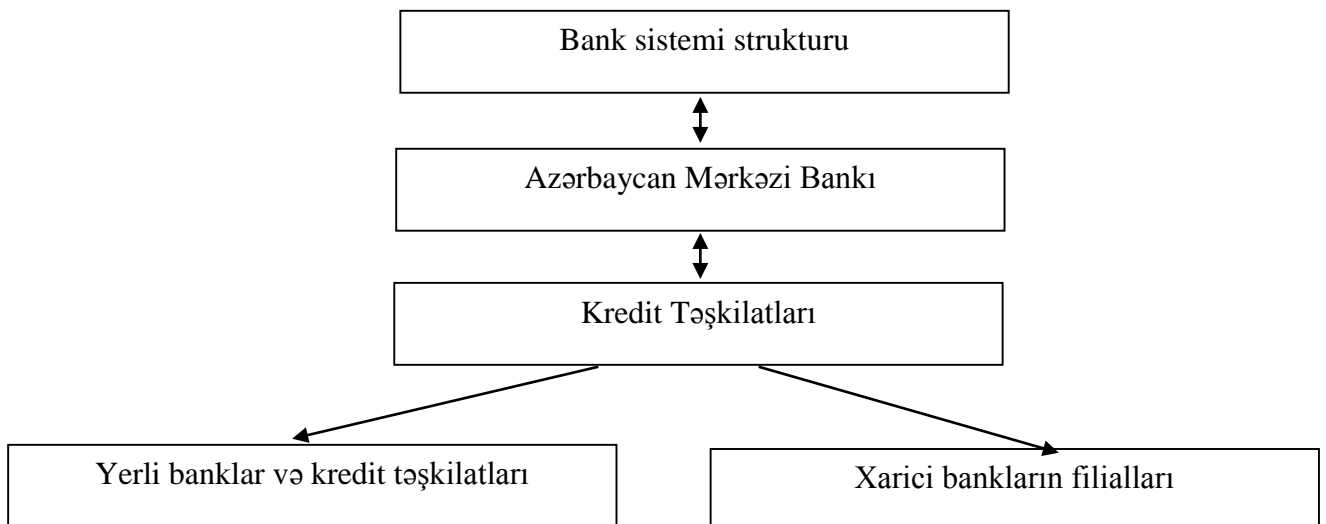 Bank sistemi strukturu
Azərbaycan Mərkəzi Bankı
Kredit Təşkilatları
Yerli banklar və kredit təşkilatları
Xarici bankların filialları